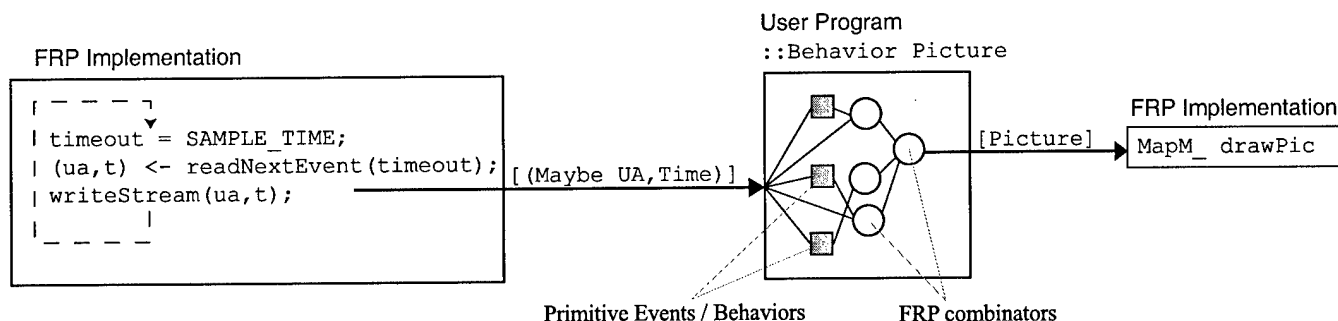 FRP Implementation
timeout = SAMPLE_TIME;
(ua,t) <- readNextEvent(timeout);
writeStream(ua,t);
[(Maybe UA,Time)]
User Program
::Behavior Picture
[Picture]
FRP Implementation
MapM_ drawPic
Primitive Events / Behaviors
FRP combinators